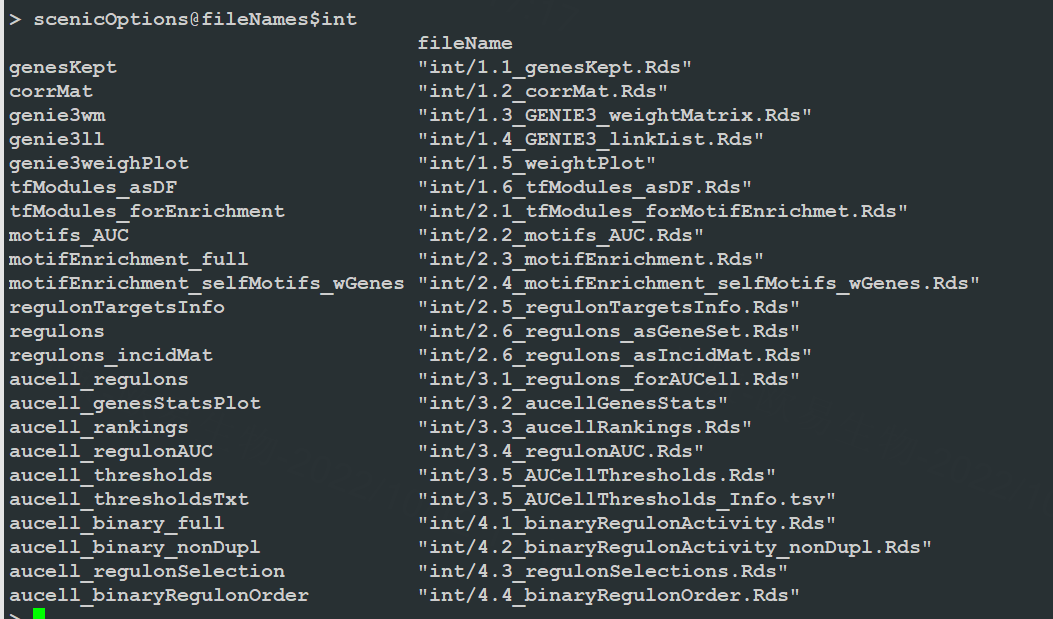 > scenicOptions@fileNames$int
fileName
genesKept "int/1.1_genesKept.Rds"
corrMat "int/1.2_corrMat.Rds"
genie3wm "int/1.3_GENIE3_weightMatrix.Rds"
genie3ll "int/1.4_GENIE3_linkList.Rds"
genie3weighPlot "int/1.5_weightPlot"
tfModules_asDF "int/1.6_tfModules_asDF.Rds"
tfModules_forEnrichment "int/2.1_tfModules_forMotifEnrichmet.Rds"
motifs_AUC "int/2.2_motifs_AUC.Rds"
motifEnrichment_full "int/2.3_motifEnrichment.Rds"
motifEnrichment_selfMotifs_wGenes "int/2.4_motifEnrichment_selfMotifs_wGenes.Rds"
regulonTargetsInfo "int/2.5_regulonTargetsInfo.Rds"
regulons "int/2.6_regulons_asGeneSet.Rds"
regulons_incidMat "int/2.6_regulons_asIncidMat.Rds"
aucell_regulons "int/3.1_regulons_forAUCell.Rds"
aucell_genesStatsPlot "int/3.2_aucellGenesStats"
aucell_rankings "int/3.3_aucellRankings.Rds"
aucell_regulonAUC "int/3.4_regulonAUC.Rds"
aucell_thresholds "int/3.5_AUCellThresholds.Rds"
aucell_thresholdsTxt "int/3.5_AUCellThresholds_Info.tsv"
aucell_binary_full "int/4.1_binaryRegulonActivity.Rds"
aucell_binary_nonDupl "int/4.2_binaryRegulonActivity_nonDupl.Rds"
aucell_regulonSelection "int/4.3_regulonSelections.Rds"
aucell_binaryRegulonOrder "int/4.4_binaryRegulonOrder.Rds"
>